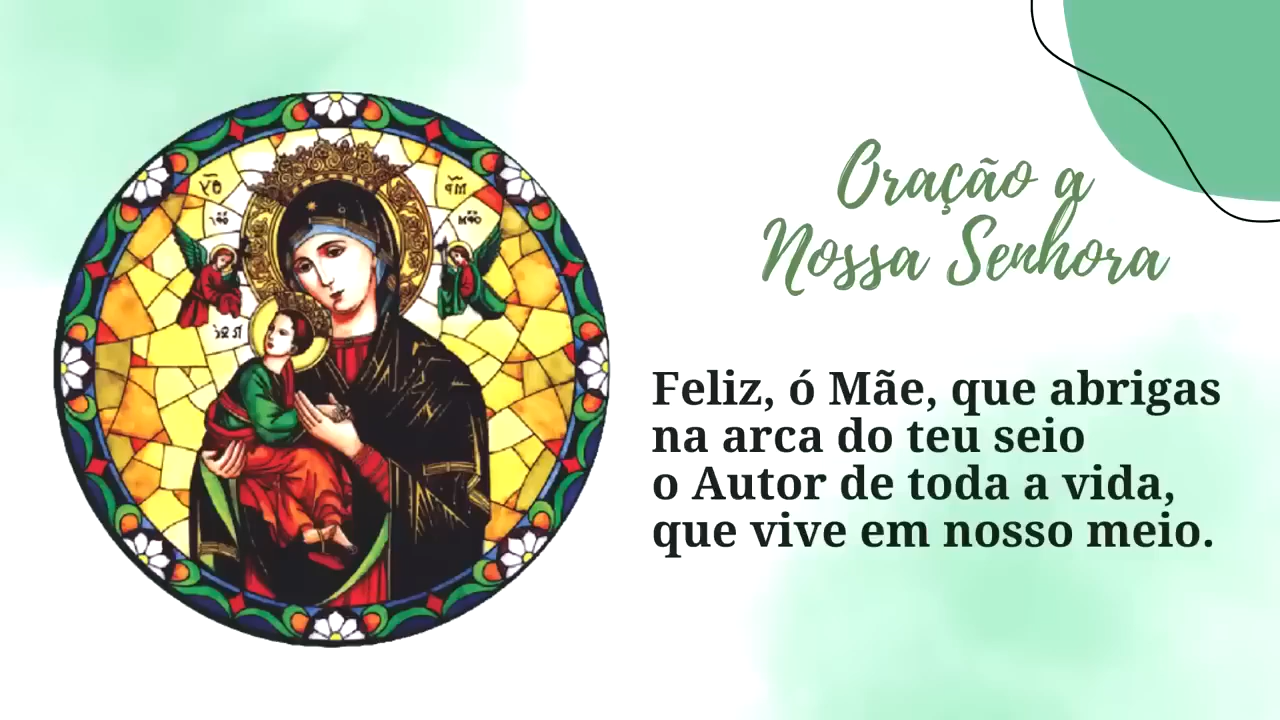 Oração a
Nossa Senhora
Feliz, ó Mãe, que abrigas
na arca do teu seio
o Autor de toda a vida,
que vive em nosso meio.